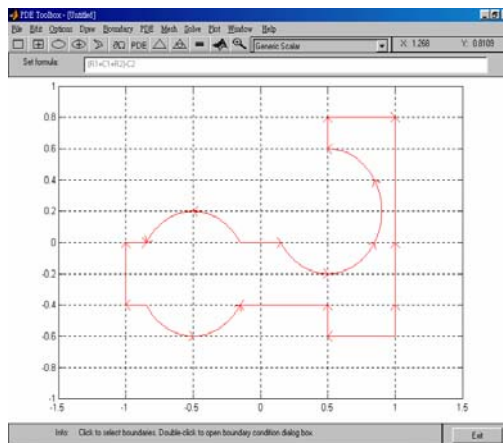 PDE Toolbox - [Untitled]
File Edit Options Draw Boundary PDE Mesh Solve Plot Window Help
PDE Generic Scalar X: 1.268 Y: 0.8109
Set formula: (R1+C1+R2)-C2
1
0.8
0.6
0.4
0.2
0
-0.2
-0.4
-0.6
-0.8
-1
-1.5 -1 -0.5 0 0.5 1 1.5
Info: Click to select boundaries. Double-click to open boundary condition dialog box.
Exit